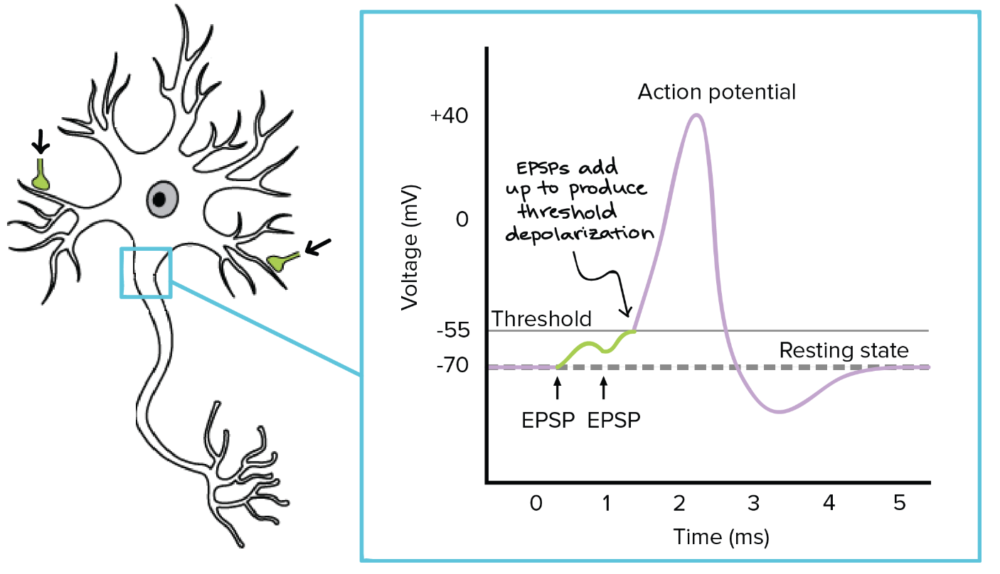 Action potential
+40
EPSPs add
up to produce
threshold
depolarization
0
Voltage (mV)
Threshold
-55
Resting state
-70
EPSP EPSP
0 1 2 3 4 5
Time (ms)